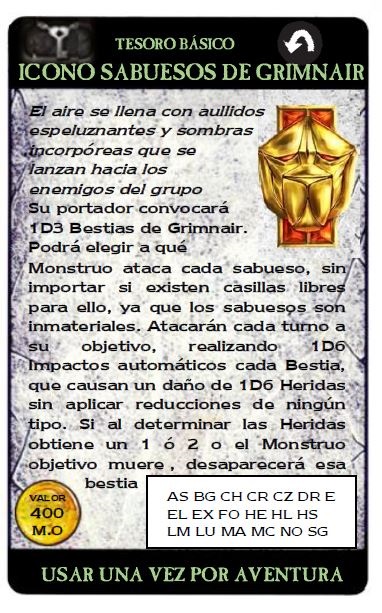 TESORO BÁSICO
ICONO SABUESOS DE GRIMNAIR
El aire se llena con aullidos
espeluznantes y sombras
incorpóreas que se
lanzan hacia los
enemigos del grupo
Su portador convocará
1D3 Bestias de Grimnair.
Podrá elegir a qué
Monstruo ataca cada sabueso, sin
importar si existen casillas libres
para ello, ya que los sabuesos son
inmateriales. Atacarán cada turno a
su objetivo, realizando 1D6
Impactos automáticos cada Bestia,
que causan un daño de 1D6 Heridas
sin aplicar reducciones de ningún
tipo. Si al determinar las Heridas
obtiene un 1 ó 2 o el Monstruo
objetivo muere , desaparecerá esa
bestia
VALOR
400
M.O
AS BG CH CR CZ DR E
EL EX FO HE HL HS
LM LU MA MC NO SG
USAR UNA VEZ POR AVENTURA